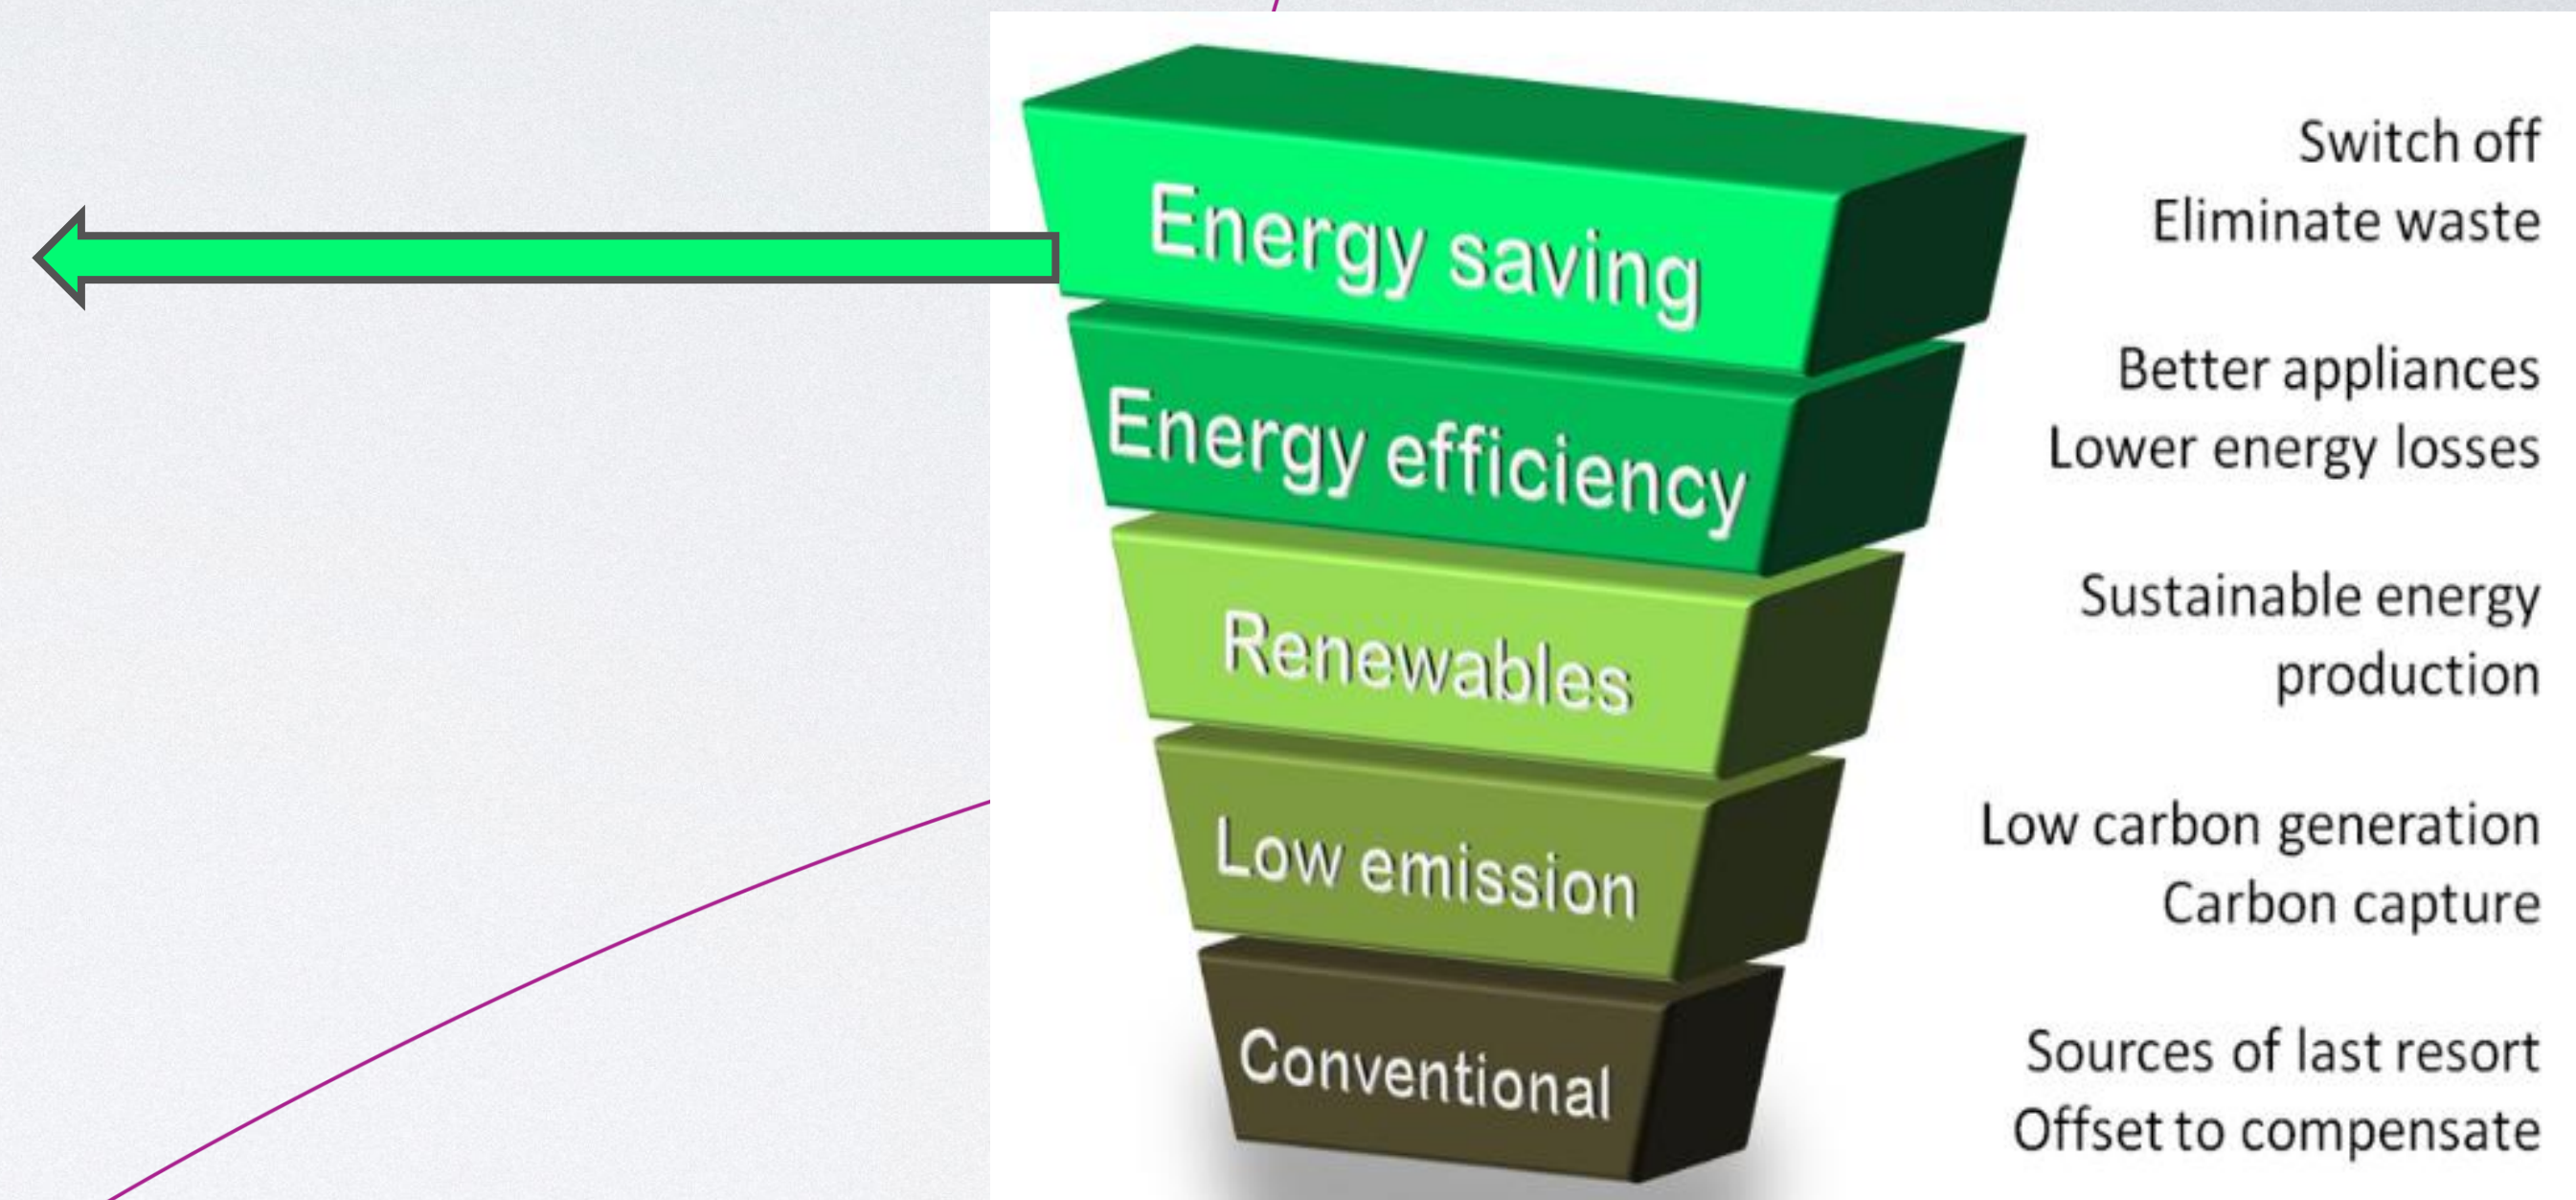 Energy saving
Switch off
Eliminate waste
Energy efficiency
Better appliances
Lower energy losses
Renewables
Sustainable energy
production
Low emission
Low carbon generation
Carbon capture
Conventional
Sources of last resort
Offset to compensate